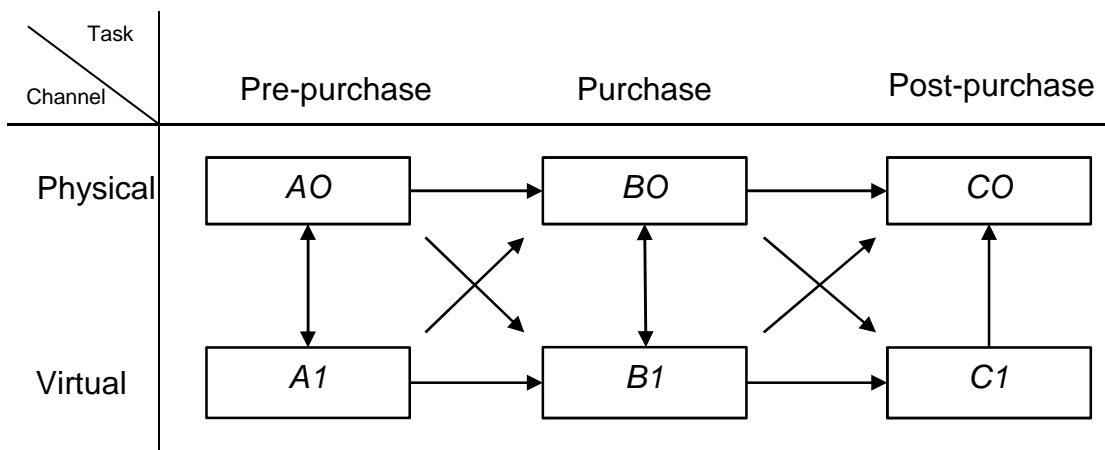 Task
Channel
Pre-purchase Purchase Post-purchase
Physical AO BO CO
Virtual A1 B1 C1